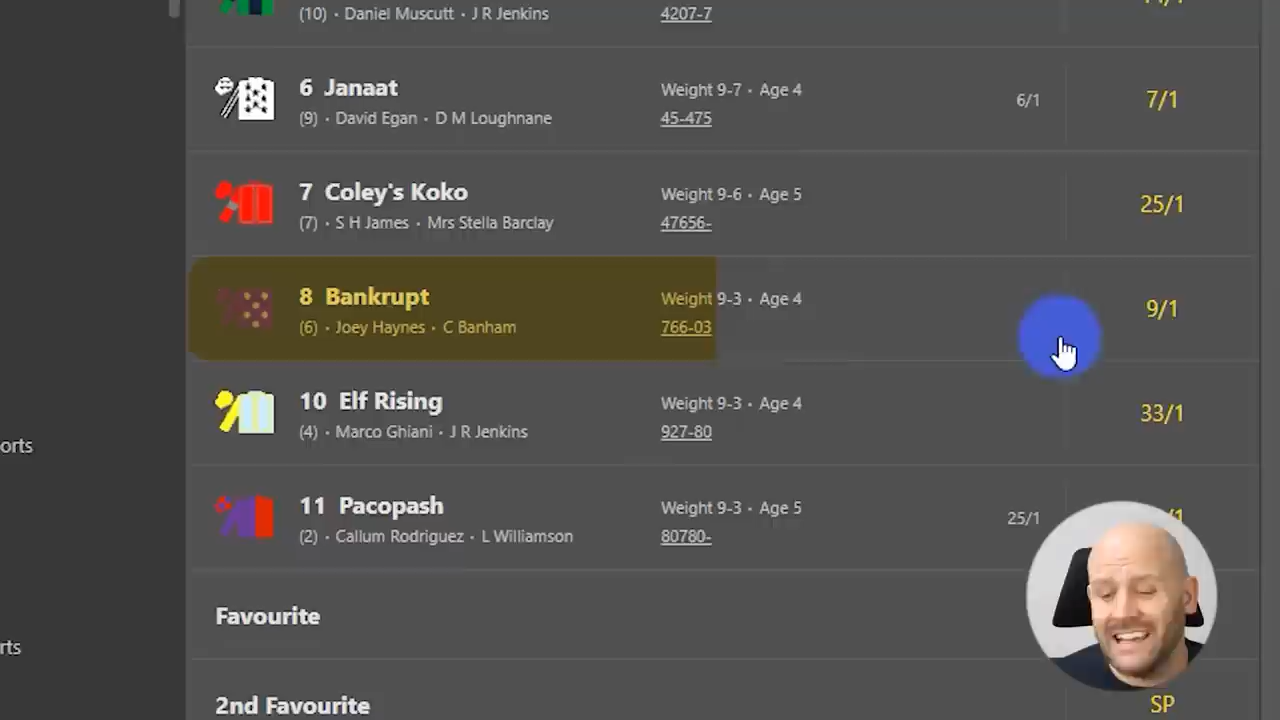 (10) · Daniel Muscutt · J R Jenkins
4207-7
6 Janaat
Weight 9-7 · Age 4
6/1
7/1
(9) · David Egan · D M Loughnane
45-475
7 Coley's Koko
Weight 9-6 · Age 5
25/1
(7) · S H James · Mrs Stella Barclay
47656-
8 Bankrupt
Weight 9-3 · Age 4
9/1
(6) · Joey Haynes · C Banham
766-03
10 Elf Rising
Weight 9-3 · Age 4
33/1
(4) · Marco Ghiani · J R Jenkins
927-80
orts
11 Pacopash
Weight 9-3 · Age 5
25/1
(2) · Callum Rodriguez · L Williamson
80780-
Favourite
rts
2nd Favourite
SP